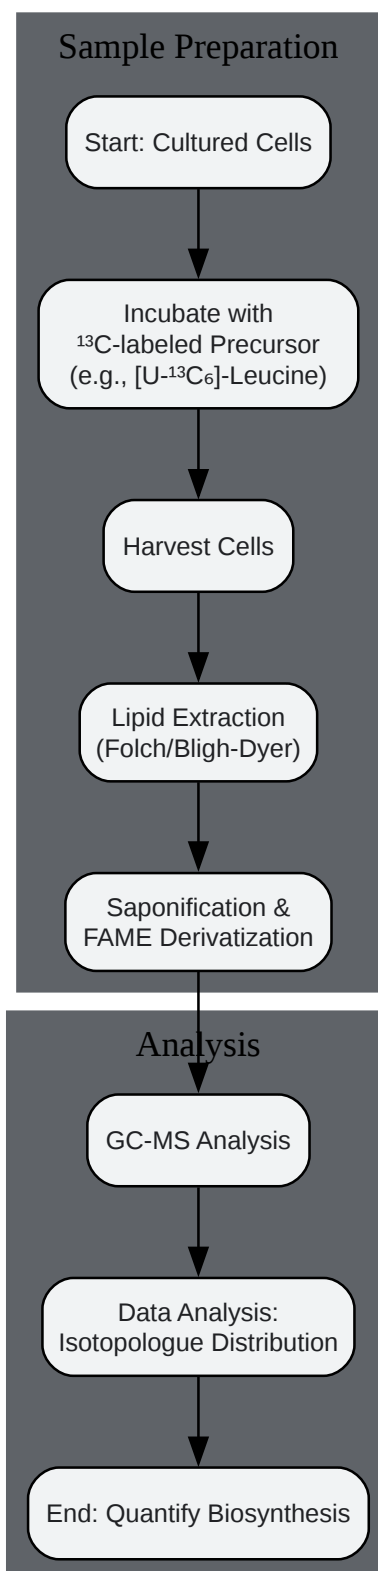 Sample Preparation
Start: Cultured Cells
Incubate with
¹³C-labeled Precursor
(e.g., [U-¹³C₆]-Leucine)
Harvest Cells
Lipid Extraction
(Folch/Bligh-Dyer)
Saponification &
FAME Derivatization
Analysis
GC-MS Analysis
Data Analysis:
Isotopologue Distribution
End: Quantify Biosynthesis